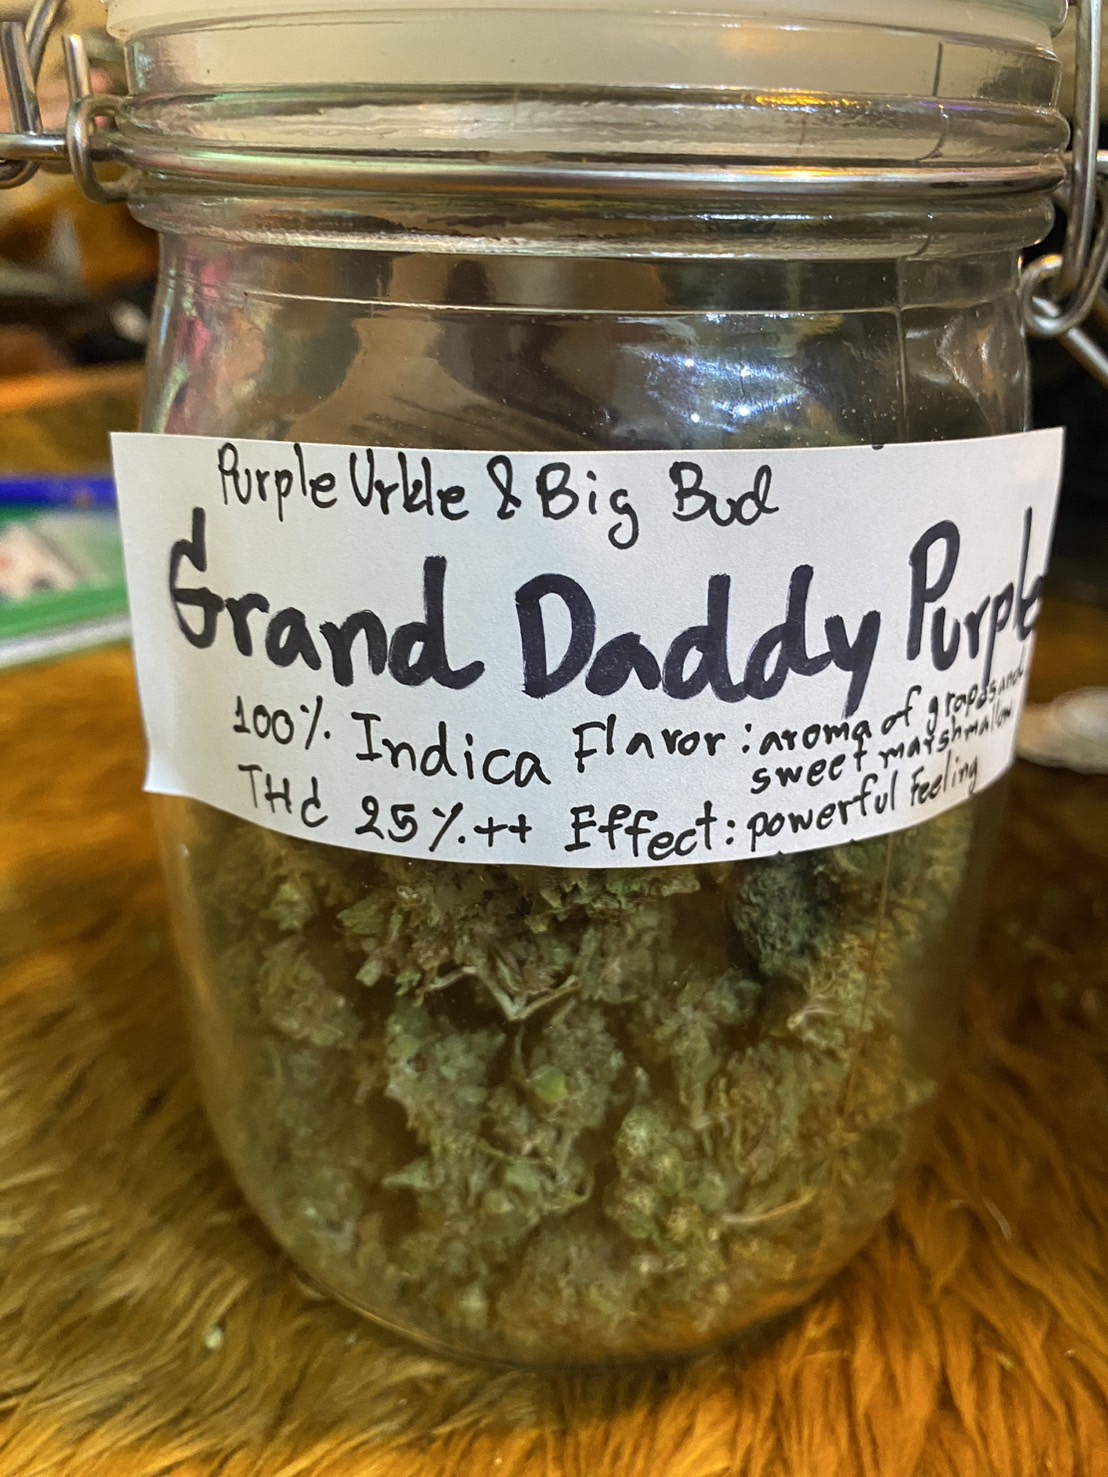 Purple Urkle & Big Bud
Grand Daddy Purple
100% Indica Flavor: aroma of grapes and
sweet marshmallow
THC 25%++ Effect: powerful Feeling